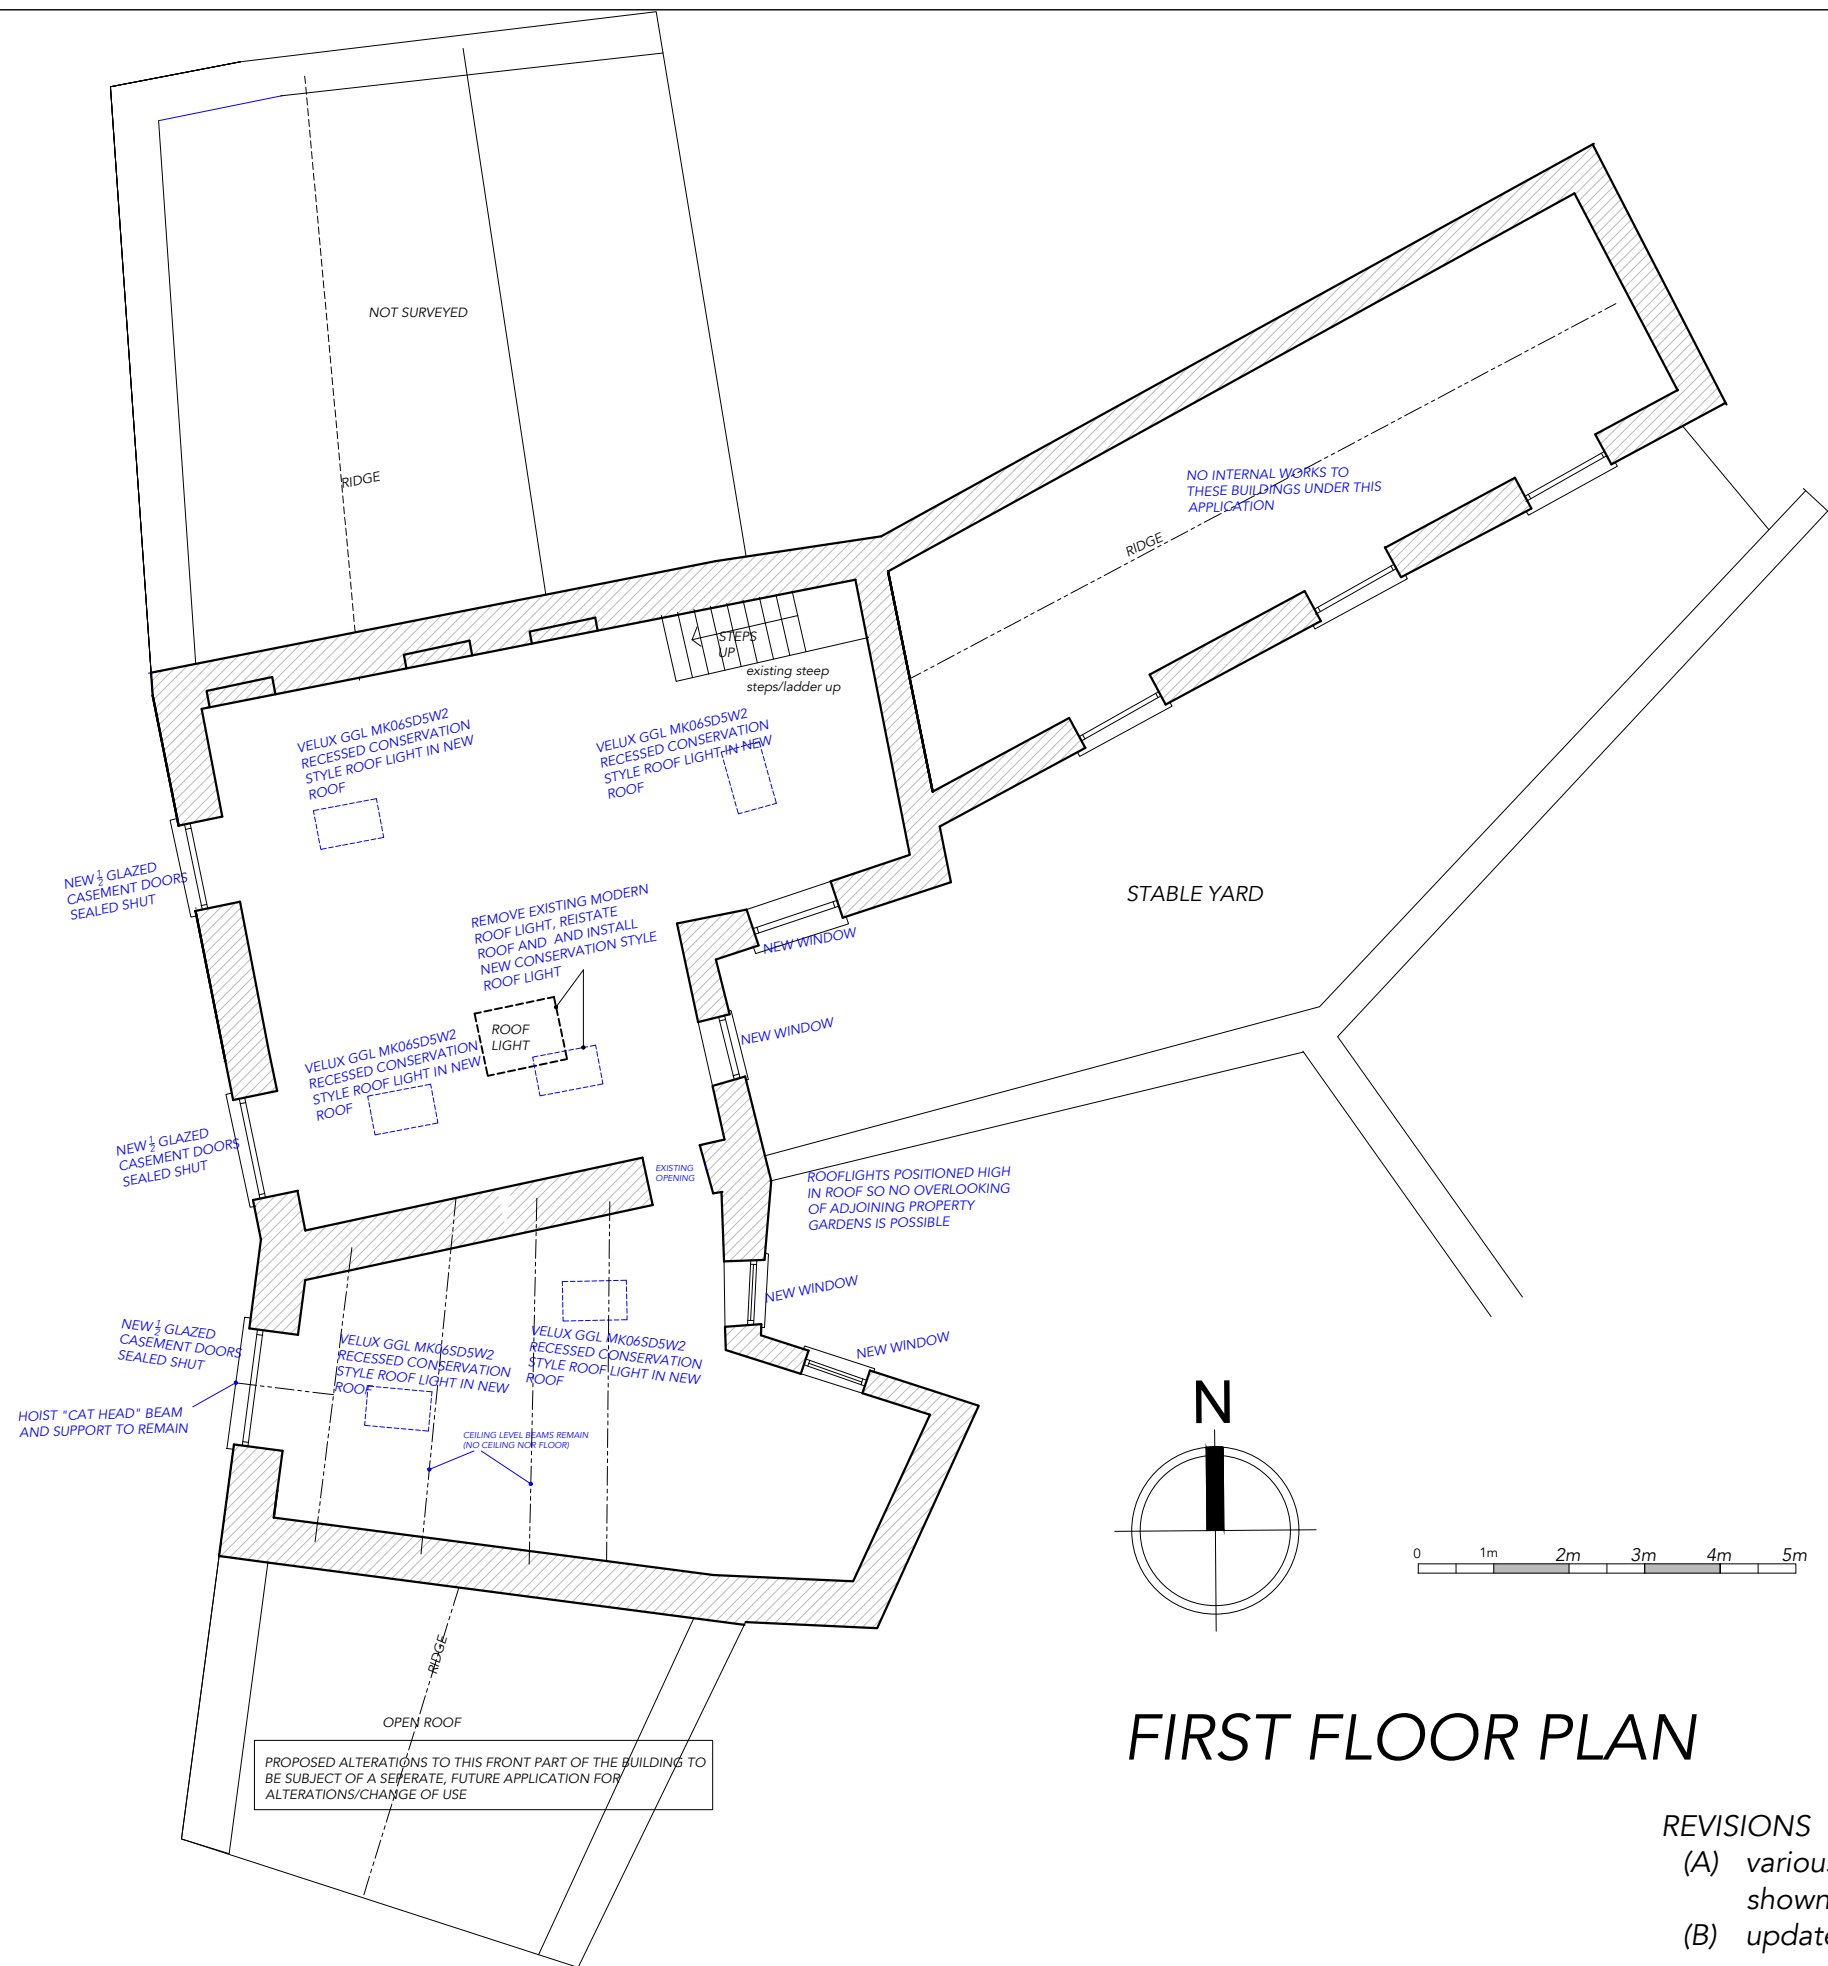 NOT SURVEYED
RIDGE
NO INTERNAL WORKS TO
THESE BUILDINGS UNDER THIS
APPLICATION
RIDGE
STEPS
UP
existing steep
steps/ladder up
VELUX GGL MK06SD5W2
RECESSED CONSERVATION
STYLE ROOF LIGHT IN NEW
ROOF
VELUX GGL MK06SD5W2
RECESSED CONSERVATION
STYLE ROOF LIGHT IN NEW
ROOF
NEW 1/2 GLAZED
CASEMENT DOORS
SEALED SHUT
REMOVE EXISTING MODERN
ROOF LIGHT, REISTATE
ROOF AND  AND INSTALL
NEW CONSERVATION STYLE
ROOF LIGHT
STABLE YARD
NEW WINDOW
NEW WINDOW
ROOF
LIGHT
VELUX GGL MK06SD5W2
RECESSED CONSERVATION
STYLE ROOF LIGHT IN NEW
ROOF
NEW 1/2 GLAZED
CASEMENT DOORS
SEALED SHUT
EXISTING
OPENING
ROOFLIGHTS POSITIONED HIGH
IN ROOF SO NO OVERLOOKING
OF ADJOINING PROPERTY
GARDENS IS POSSIBLE
NEW WINDOW
NEW WINDOW
NEW 1/2 GLAZED
CASEMENT DOORS
SEALED SHUT
VELUX GGL MK06SD5W2
RECESSED CONSERVATION
STYLE ROOF LIGHT IN NEW
ROOF
VELUX GGL MK06SD5W2
RECESSED CONSERVATION
STYLE ROOF LIGHT IN NEW
ROOF
HOIST "CAT HEAD" BEAM
AND SUPPORT TO REMAIN
CEILING LEVEL BEAMS REMAIN
(NO CEILING NOR FLOOR)
N
0 1m 2m 3m 4m 5m
RIDGE
OPEN ROOF
PROPOSED ALTERATIONS TO THIS FRONT PART OF THE BUILDING TO
BE SUBJECT OF A SEPERATE, FUTURE APPLICATION FOR
ALTERATIONS/CHANGE OF USE
FIRST FLOOR PLAN
REVISIONS
(A) various
shown
(B) update